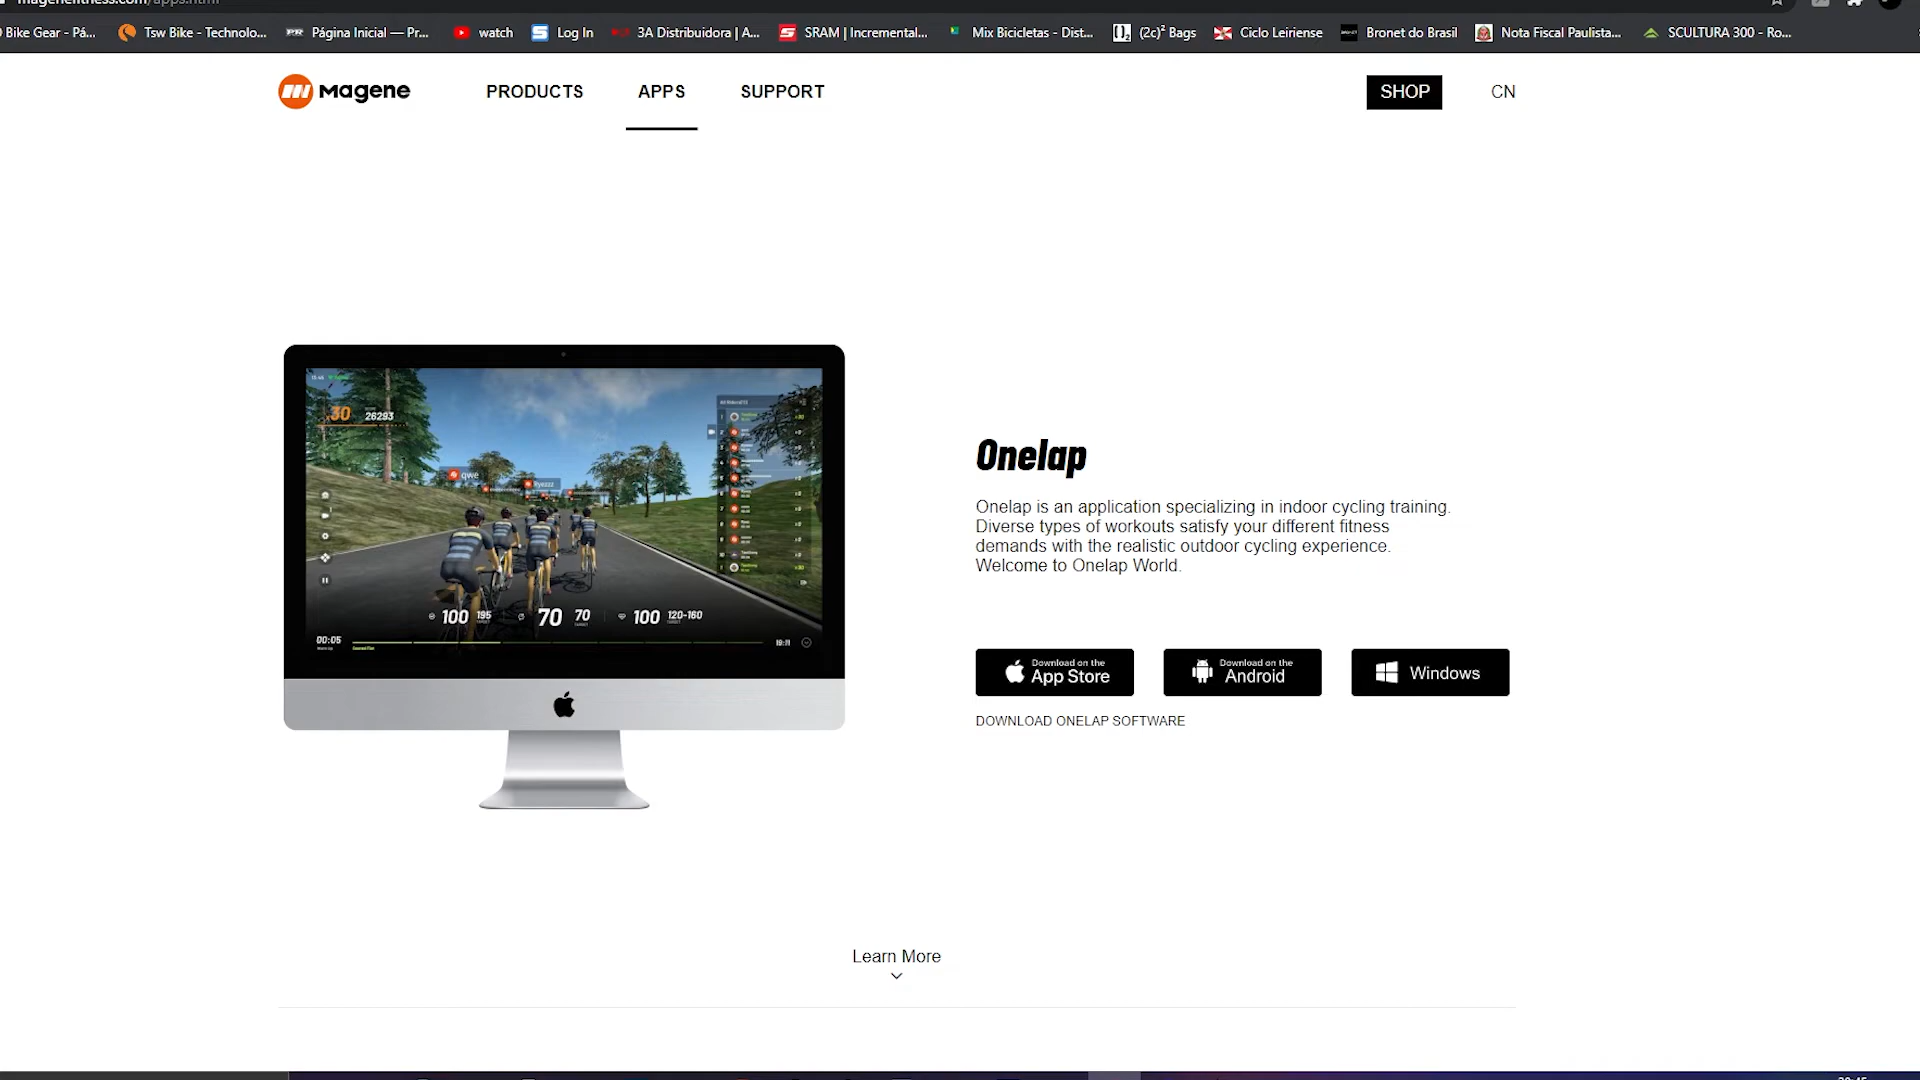 Bike Gear - Pá... Tsw Bike - Technolo... Página Inicial — Pr... watch Log In 3A Distribuidora | A... SRAM | Incremental... Mix Bicicletas - Dist... (2c)² Bags Ciclo Leiriense Bronet do Brasil Nota Fiscal Paulista... SCULTURA 300 - Ro...
magene PRODUCTS APPS SUPPORT SHOP CN
30 26293
qwe
100 195 70 70 100 120-160
00:05 19:11
Onelap
Onelap is an application specializing in indoor cycling training.
Diverse types of workouts satisfy your different fitness
demands with the realistic outdoor cycling experience.
Welcome to Onelap World.
Download on the
App Store
Download on the
Android
Windows
DOWNLOAD ONELAP SOFTWARE
Learn More